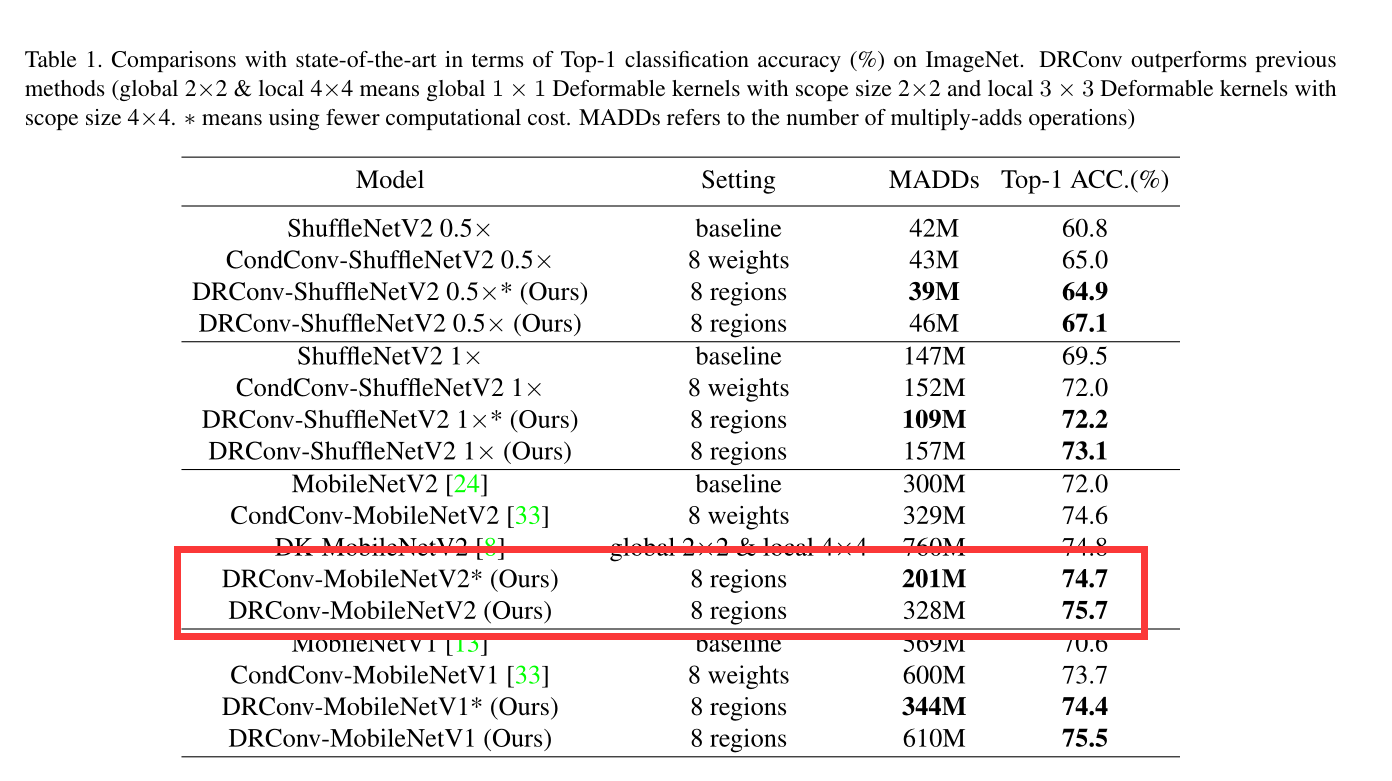 Table 1. Comparisons with state-of-the-art in terms of Top-1 classification accuracy (%) on ImageNet. DRConv outperforms previous
methods (global 2×2 & local 4×4 means global 1 × 1 Deformable kernels with scope size 2×2 and local 3 × 3 Deformable kernels with
scope size 4×4. * means using fewer computational cost. MADDs refers to the number of multiply-adds operations)
Model Setting MADDs Top-1 ACC.(%)
ShuffleNetV2 0.5× baseline 42M 60.8
CondConv-ShuffleNetV2 0.5× 8 weights 43M 65.0
DRConv-ShuffleNetV2 0.5×* (Ours) 8 regions 39M 64.9
DRConv-ShuffleNetV2 0.5× (Ours) 8 regions 46M 67.1
ShuffleNetV2 1× baseline 147M 69.5
CondConv-ShuffleNetV2 1× 8 weights 152M 72.0
DRConv-ShuffleNetV2 1×* (Ours) 8 regions 109M 72.2
DRConv-ShuffleNetV2 1× (Ours) 8 regions 157M 73.1
MobileNetV2 [24] baseline 300M 72.0
CondConv-MobileNetV2 [33] 8 weights 329M 74.6
DK-MobileNetV2 [8] global 2×2 & local 4×4 760M 74.8
DRConv-MobileNetV2* (Ours) 8 regions 201M 74.7
DRConv-MobileNetV2 (Ours) 8 regions 328M 75.7
MobileNetV1 [13] baseline 569M 70.6
CondConv-MobileNetV1 [33] 8 weights 600M 73.7
DRConv-MobileNetV1* (Ours) 8 regions 344M 74.4
DRConv-MobileNetV1 (Ours) 8 regions 610M 75.5